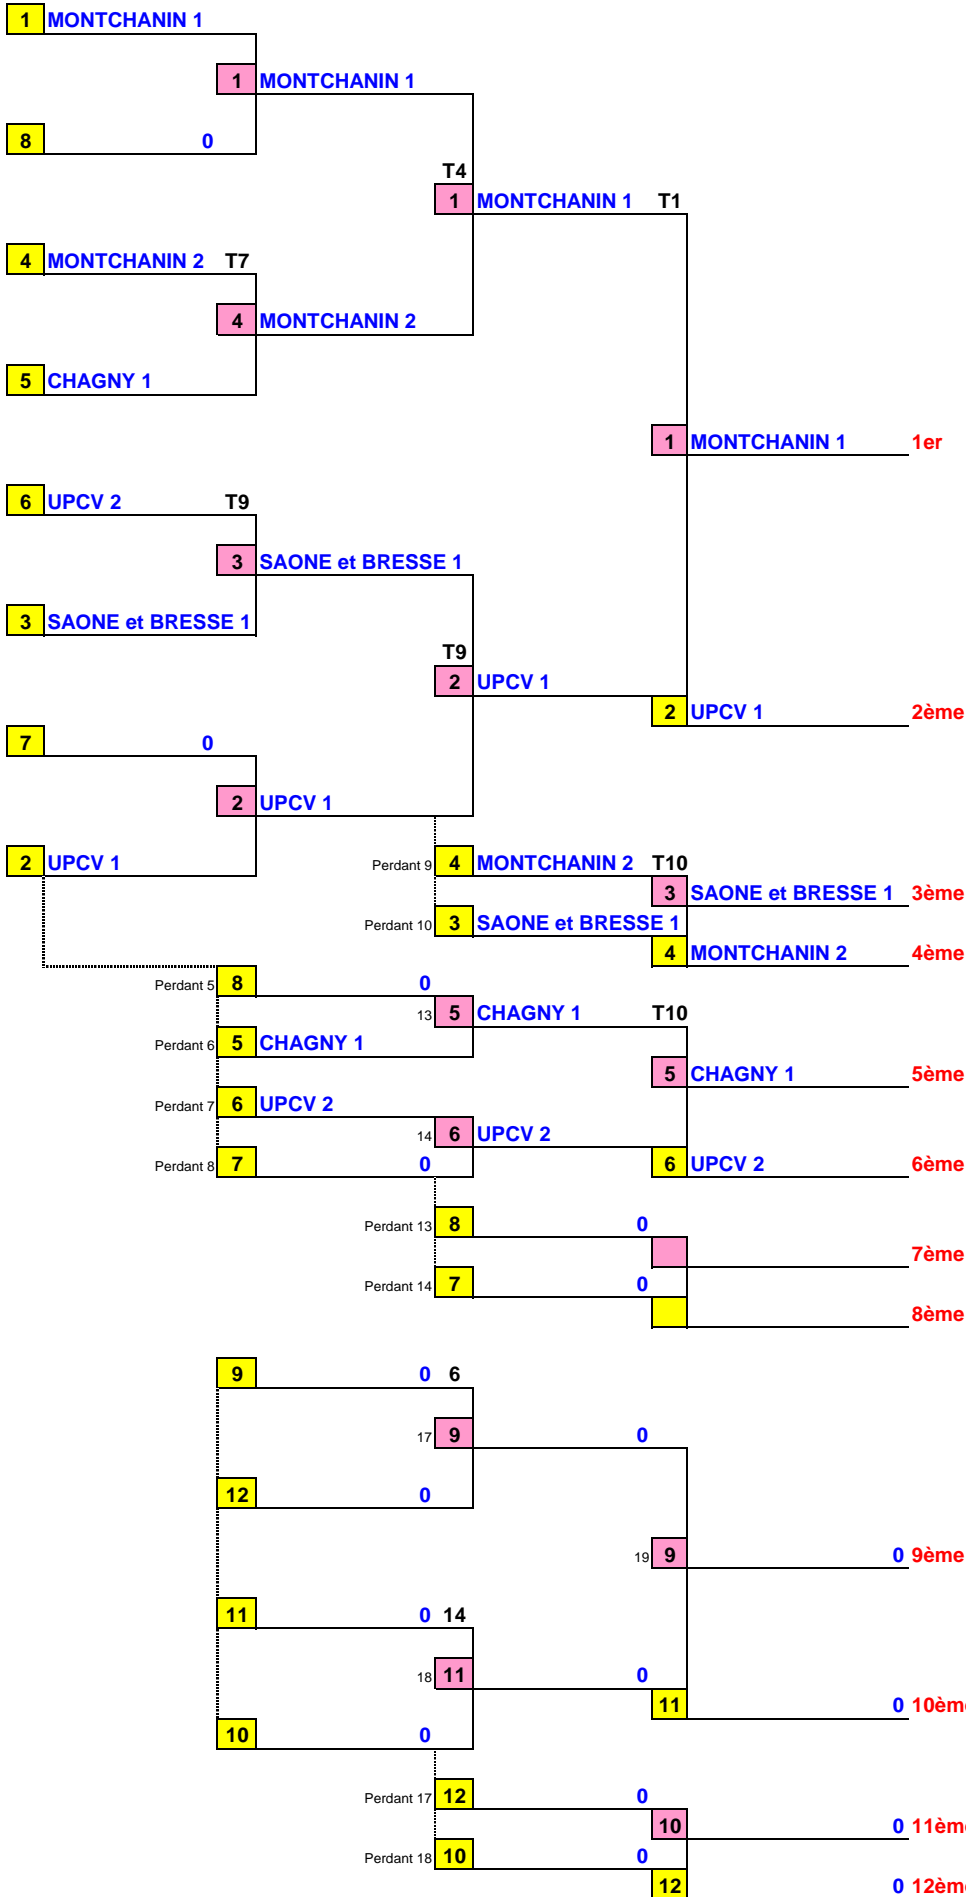 1 MONTCHANIN 1
1 MONTCHANIN 1
8 0
T4
1 MONTCHANIN 1 T1
4 MONTCHANIN 2 T7
4 MONTCHANIN 2
5 CHAGNY 1
1 MONTCHANIN 1 1er
6 UPCV 2 T9
3 SAONE et BRESSE 1
3 SAONE et BRESSE 1
T9
2 UPCV 1
2 UPCV 1 2ème
7 0
2 UPCV 1
2 UPCV 1
Perdant 9 4 MONTCHANIN 2 T10
3 SAONE et BRESSE 1 3ème
Perdant 10 3 SAONE et BRESSE 1
4 MONTCHANIN 2 4ème
Perdant 5 8 0
13 5 CHAGNY 1 T10
Perdant 6 5 CHAGNY 1
5 CHAGNY 1 5ème
Perdant 7 6 UPCV 2
14 6 UPCV 2
Perdant 8 7 0
6 UPCV 2 6ème
Perdant 13 8 0
7ème
Perdant 14 7 0
8ème
9 0 6
17 9 0
12 0
19 9 0 9ème
11 0 14
18 11 0
11 0 10èm
10 0
Perdant 17 12 0
10 0 11èm
Perdant 18 10 0
12 0 12èm